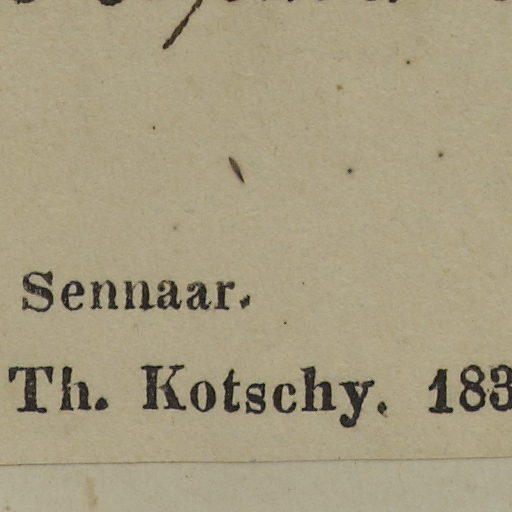 Sennaar.
Th. Kotschy. 183